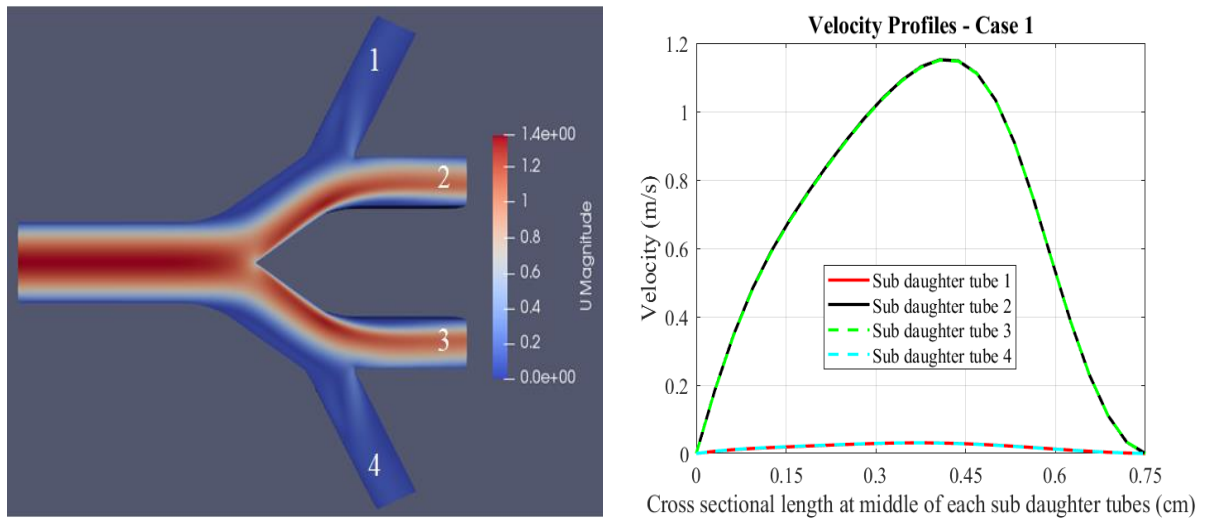 1
2
3
4
1.4e+00
1.2
1
0.8
0.6
0.4
0.2
0.0e+00
U Magnitude
Velocity Profiles - Case 1
1.2
1
0.8
0.6
0.4
0.2
0
Velocity (m/s)
Sub daughter tube 1
Sub daughter tube 2
Sub daughter tube 3
Sub daughter tube 4
0 0.15 0.3 0.45 0.6 0.75
Cross sectional length at middle of each sub daughter tubes (cm)